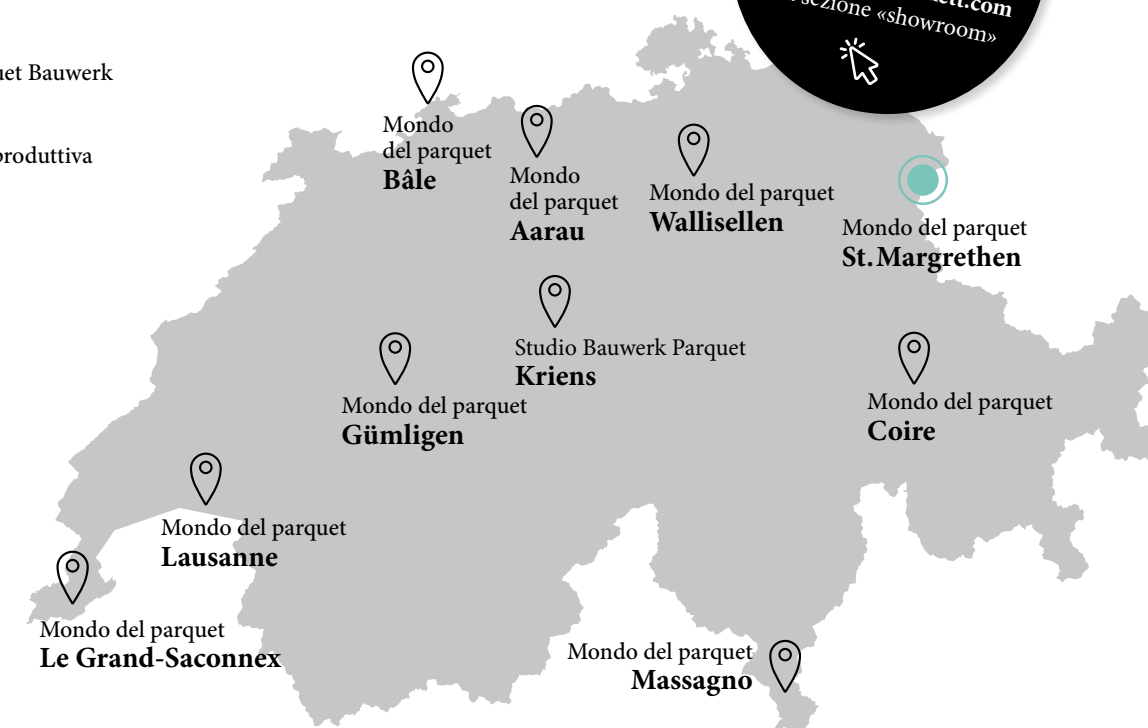 sezione «showroom»
Bauwerk
produttiva
Mondo
del parquet
Bâle
Mondo
del parquet
Aarau
Mondo del parquet
Wallisellen
Mondo del parquet
St. Margrethen
Studio Bauwerk Parquet
Kriens
Mondo del parquet
Gümligen
Mondo del parquet
Coire
Mondo del parquet
Lausanne
Mondo del parquet
Le Grand-Saconnex
Mondo del parquet
Massagno